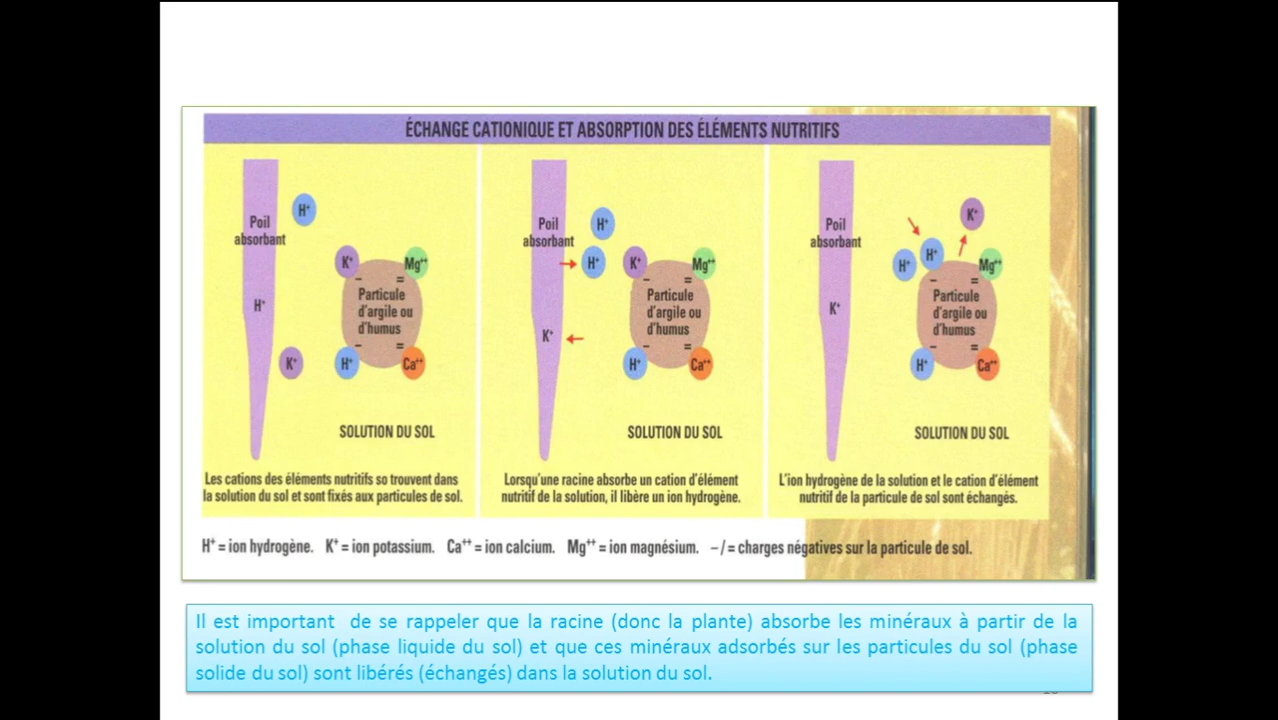 ÉCHANGE CATIONIQUE ET ABSORPTION DES ÉLÉMENTS NUTRITIFS
Poil
absorbant
H⁺
H⁺
K⁺
K⁺
Mg⁺⁺
– =
Particule
d'argile ou
d'humus
– =
H⁺
Ca⁺⁺
SOLUTION DU SOL
Les cations des éléments nutritifs so trouvent dans
la solution du sol et sont fixés aux particules de sol.
Poil
absorbant
K⁺
H⁺
H⁺
K⁺
Mg⁺⁺
– =
Particule
d'argile ou
d'humus
– =
H⁺
Ca⁺⁺
SOLUTION DU SOL
Lorsqu'une racine absorbe un cation d'élément
nutritif de la solution, il libère un ion hydrogène.
Poil
absorbant
K⁺
K⁺
H⁺
H⁺
Mg⁺⁺
– =
Particule
d'argile ou
d'humus
– =
H⁺
Ca⁺⁺
SOLUTION DU SOL
L'ion hydrogène de la solution et le cation d'élément
nutritif de la particule de sol sont échangés.
H⁺ = ion hydrogène. K⁺ = ion potassium. Ca⁺⁺ = ion calcium. Mg⁺⁺ = ion magnésium. – / = charges négatives sur la particule de sol.
Il est important de se rappeler que la racine (donc la plante) absorbe les minéraux à partir de la
solution du sol (phase liquide du sol) et que ces minéraux adsorbés sur les particules du sol (phase
solide du sol) sont libérés (échangés) dans la solution du sol.